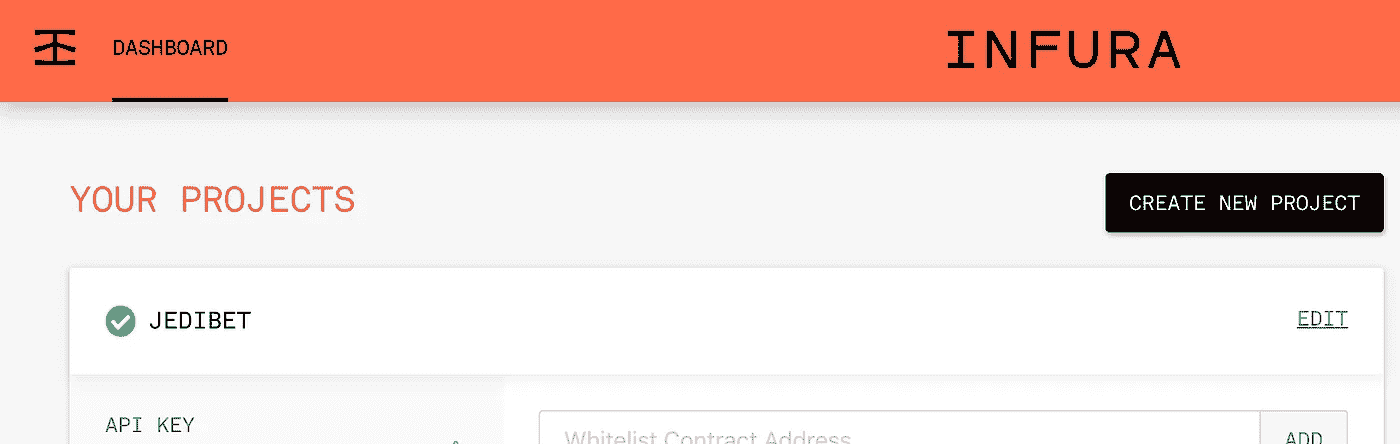 DASHBOARD
INFURA
YOUR PROJECTS
CREATE NEW PROJECT
JEDIBET
EDIT
API KEY
Whitelist Contract Address
ADD